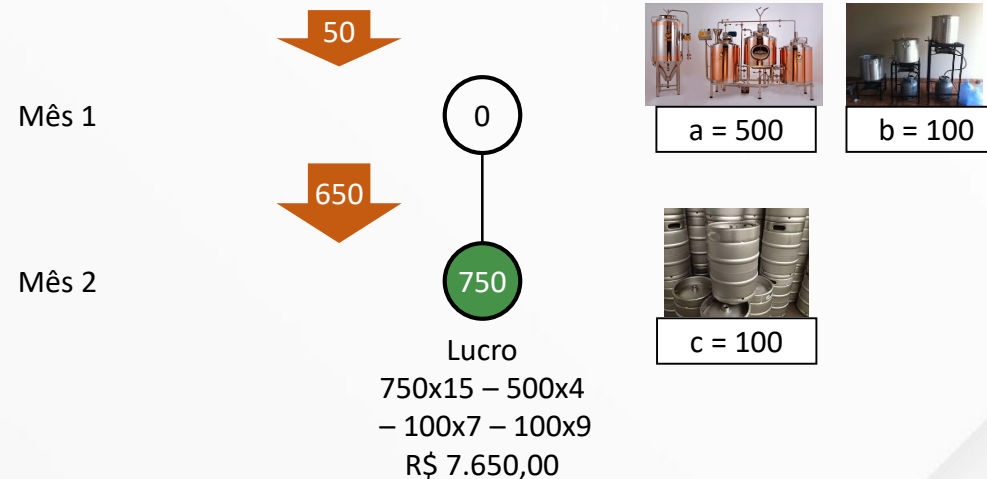 50
Mês 1
0
a = 500
b = 100
650
Mês 2
750
c = 100
Lucro
750x15 – 500x4
– 100x7 – 100x9
R$ 7.650,00